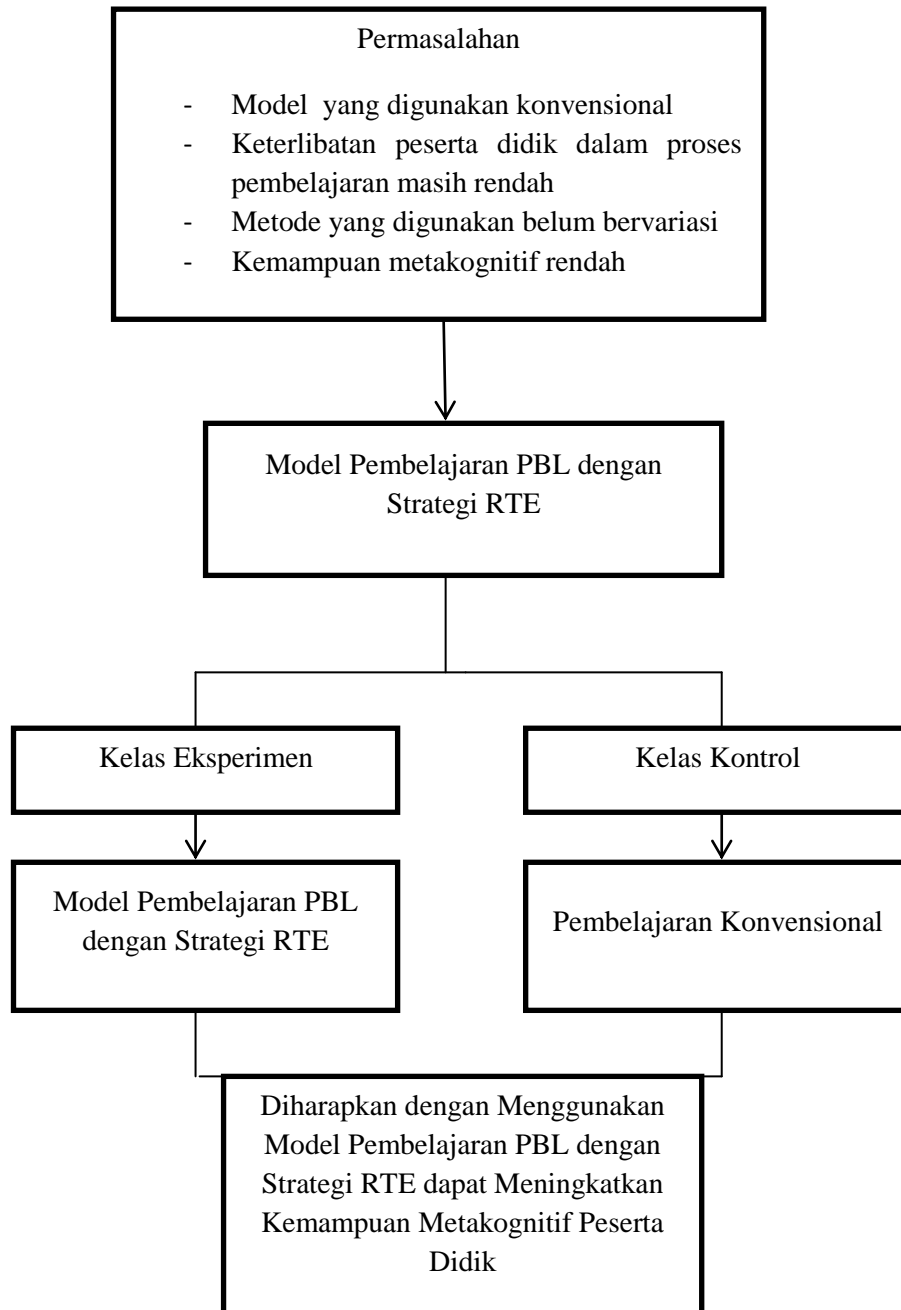 Permasalahan
- Model yang digunakan konvensional
- Keterlibatan peserta didik dalam proses
pembelajaran masih rendah
- Metode yang digunakan belum bervariasi
- Kemampuan metakognitif rendah
Model Pembelajaran PBL dengan
Strategi RTE
Kelas Eksperimen
Kelas Kontrol
Model Pembelajaran PBL
dengan Strategi RTE
Pembelajaran Konvensional
Diharapkan dengan Menggunakan
Model Pembelajaran PBL dengan
Strategi RTE dapat Meningkatkan
Kemampuan Metakognitif Peserta
Didik